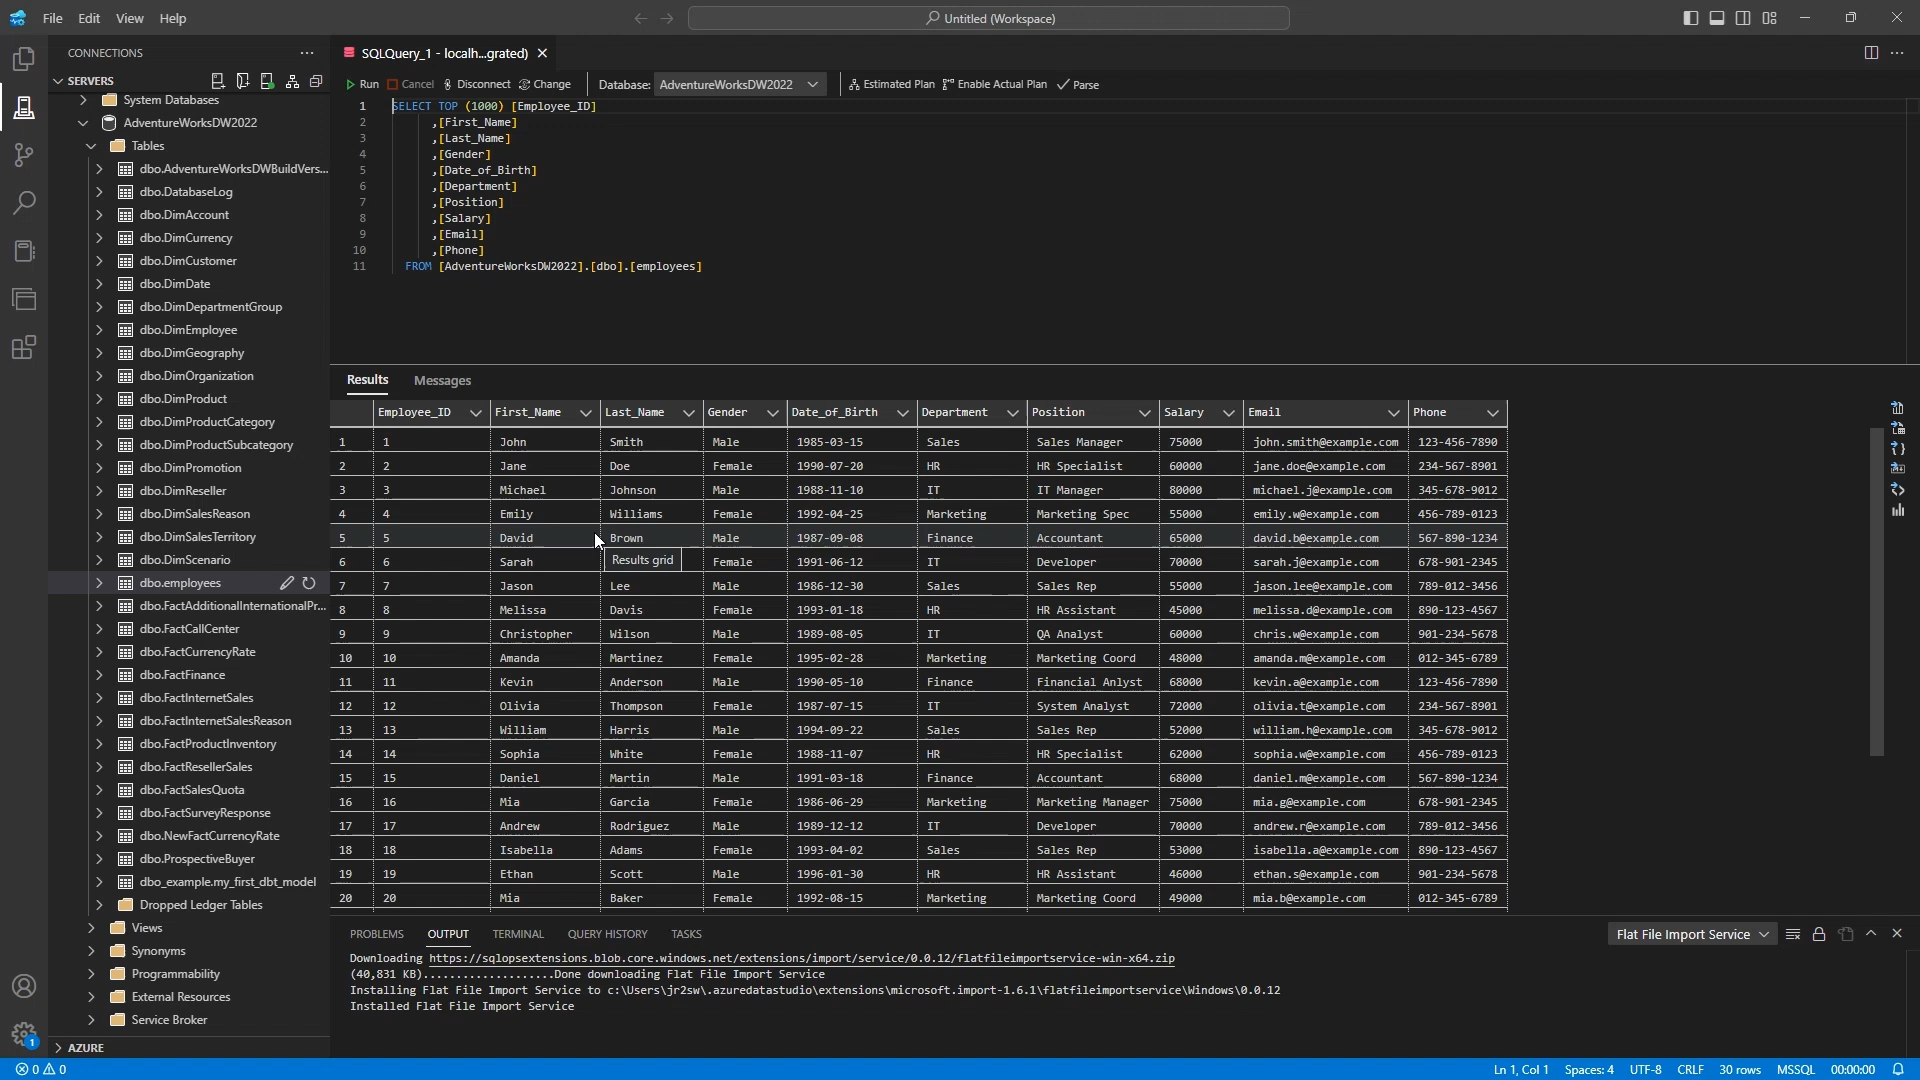 File Edit View Help
Untitled (Workspace)
CONNECTIONS
SERVERS
System Databases
AdventureWorksDW2022
Tables
dbo.AdventureWorksDWBuildVers...
dbo.DatabaseLog
dbo.DimAccount
dbo.DimCurrency
dbo.DimCustomer
dbo.DimDate
dbo.DimDepartmentGroup
dbo.DimEmployee
dbo.DimGeography
dbo.DimOrganization
dbo.DimProduct
dbo.DimProductCategory
dbo.DimProductSubcategory
dbo.DimPromotion
dbo.DimReseller
dbo.DimSalesReason
dbo.DimSalesTerritory
dbo.DimScenario
dbo.employees
dbo.FactAdditionalInternationalPr...
dbo.FactCallCenter
dbo.FactCurrencyRate
dbo.FactFinance
dbo.FactInternetSales
dbo.FactInternetSalesReason
dbo.FactProductInventory
dbo.FactResellerSales
dbo.FactSalesQuota
dbo.FactSurveyResponse
dbo.NewFactCurrencyRate
dbo.ProspectiveBuyer
dbo_example.my_first_dbt_model
Dropped Ledger Tables
Views
Synonyms
Programmability
External Resources
Service Broker
AZURE
1
SQLQuery_1 - localh...grated)
Run Cancel Disconnect Change Database: AdventureWorksDW2022 Estimated Plan Enable Actual Plan Parse
1 SELECT TOP (1000) [Employee_ID]
2 ,[First_Name]
3 ,[Last_Name]
4 ,[Gender]
5 ,[Date_of_Birth]
6 ,[Department]
7 ,[Position]
8 ,[Salary]
9 ,[Email]
10 ,[Phone]
11 FROM [AdventureWorksDW2022].[dbo].[employees]
Results Messages
Employee_ID First_Name Last_Name Gender Date_of_Birth Department Position Salary Email Phone
1 1 John Smith Male 1985-03-15 Sales Sales Manager 75000 john.smith@example.com 123-456-7890
2 2 Jane Doe Female 1990-07-20 HR HR Specialist 60000 jane.doe@example.com 234-567-8901
3 3 Michael Johnson Male 1988-11-10 IT IT Manager 80000 michael.j@example.com 345-678-9012
4 4 Emily Williams Female 1992-04-25 Marketing Marketing Spec 55000 emily.w@example.com 456-789-0123
5 5 David Brown Male 1987-09-08 Finance Accountant 65000 david.b@example.com 567-890-1234
6 6 Sarah Female 1991-06-12 IT Developer 70000 sarah.j@example.com 678-901-2345
Results grid
7 7 Jason Lee Male 1986-12-30 Sales Sales Rep 55000 jason.lee@example.com 789-012-3456
8 8 Melissa Davis Female 1993-01-18 HR HR Assistant 45000 melissa.d@example.com 890-123-4567
9 9 Christopher Wilson Male 1989-08-05 IT QA Analyst 60000 chris.w@example.com 901-234-5678
10 10 Amanda Martinez Female 1995-02-28 Marketing Marketing Coord 48000 amanda.m@example.com 012-345-6789
11 11 Kevin Anderson Male 1990-05-10 Finance Financial Anlyst 68000 kevin.a@example.com 123-456-7890
12 12 Olivia Thompson Female 1987-07-15 IT System Analyst 72000 olivia.t@example.com 234-567-8901
13 13 William Harris Male 1994-09-22 Sales Sales Rep 52000 william.h@example.com 345-678-9012
14 14 Sophia White Female 1988-11-07 HR HR Specialist 62000 sophia.w@example.com 456-789-0123
15 15 Daniel Martin Male 1991-03-18 Finance Accountant 68000 daniel.m@example.com 567-890-1234
16 16 Mia Garcia Female 1986-06-29 Marketing Marketing Manager 75000 mia.g@example.com 678-901-2345
17 17 Andrew Rodriguez Male 1989-12-12 IT Developer 70000 andrew.r@example.com 789-012-3456
18 18 Isabella Adams Female 1993-04-02 Sales Sales Rep 53000 isabella.a@example.com 890-123-4567
19 19 Ethan Scott Male 1996-01-30 HR HR Assistant 46000 ethan.s@example.com 901-234-5678
20 20 Mia Baker Female 1992-08-15 Marketing Marketing Coord 49000 mia.b@example.com 012-345-6789
PROBLEMS OUTPUT TERMINAL QUERY HISTORY TASKS Flat File Import Service
Downloading https://sqlopsextensions.blob.core.windows.net/extensions/import/service/0.0.12/flatfileimportservice-win-x64.zip
(40,831 KB)....................Done downloading Flat File Import Service
Installing Flat File Import Service to c:\Users\jr2sw\.azuredatastudio\extensions\microsoft.import-1.6.1\flatfileimportservice\Windows\0.0.12
Installed Flat File Import Service
0 0 Ln 1, Col 1 Spaces: 4 UTF-8 CRLF 30 rows MSSQL 00:00:00